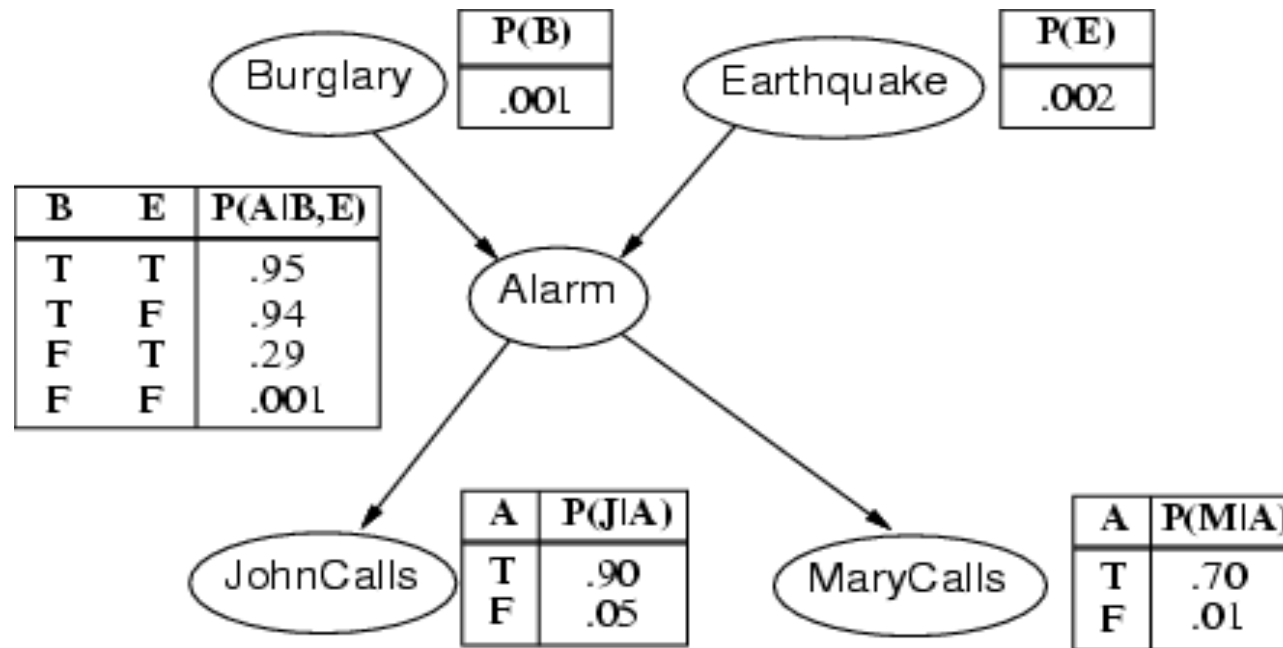 P(B)
Burglary
.001
P(E)
Earthquake
.002
B E P(A|B,E)
T T .95
T F .94
F T .29
F F .001
Alarm
JohnCalls
A P(J|A)
T .90
F .05
MaryCalls
A P(M|A)
T .70
F .01